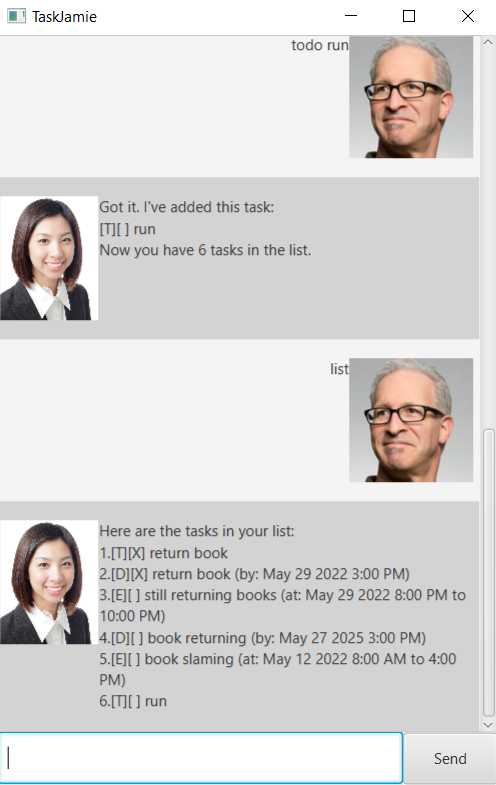 TaskJamie
todo run
Got it. I've added this task:
[T][ ] run
Now you have 6 tasks in the list.
list
Here are the tasks in your list:
1.[T][X] return book
2.[D][X] return book (by: May 29 2022 3:00 PM)
3.[E][ ] still returning books (at: May 29 2022 8:00 PM to
10:00 PM)
4.[D][ ] book returning (by: May 27 2025 3:00 PM)
5.[E][ ] book slaming (at: May 12 2022 8:00 AM to 4:00
PM)
6.[T][ ] run
Send